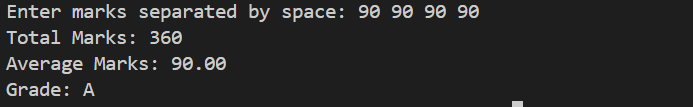 Enter marks separated by space: 90 90 90 90
Total Marks: 360
Average Marks: 90.00
Grade: A